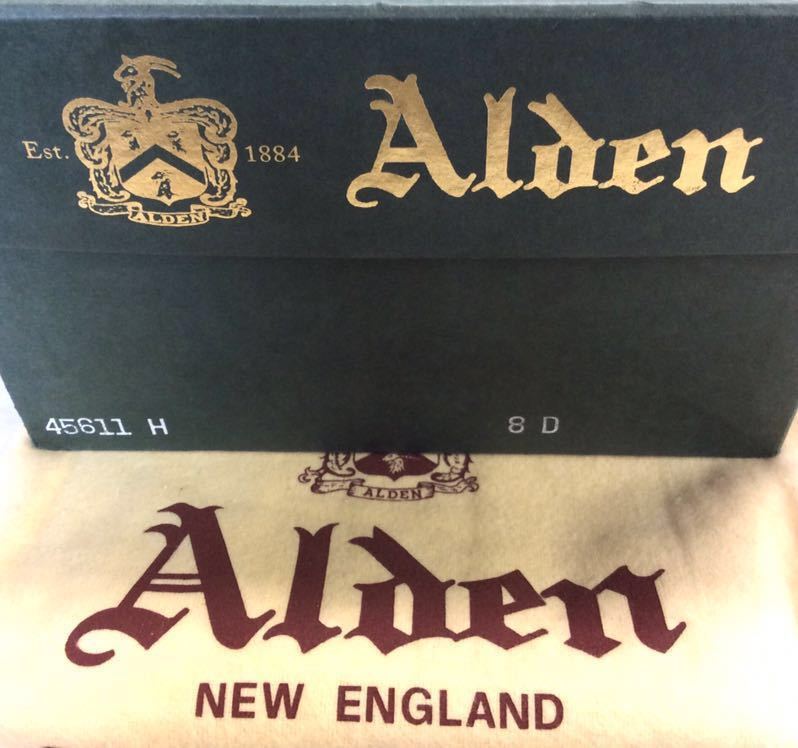 Est. 1884 Alden
ALDEN
45611 H 8 D
ALDEN
Alden
NEW ENGLAND